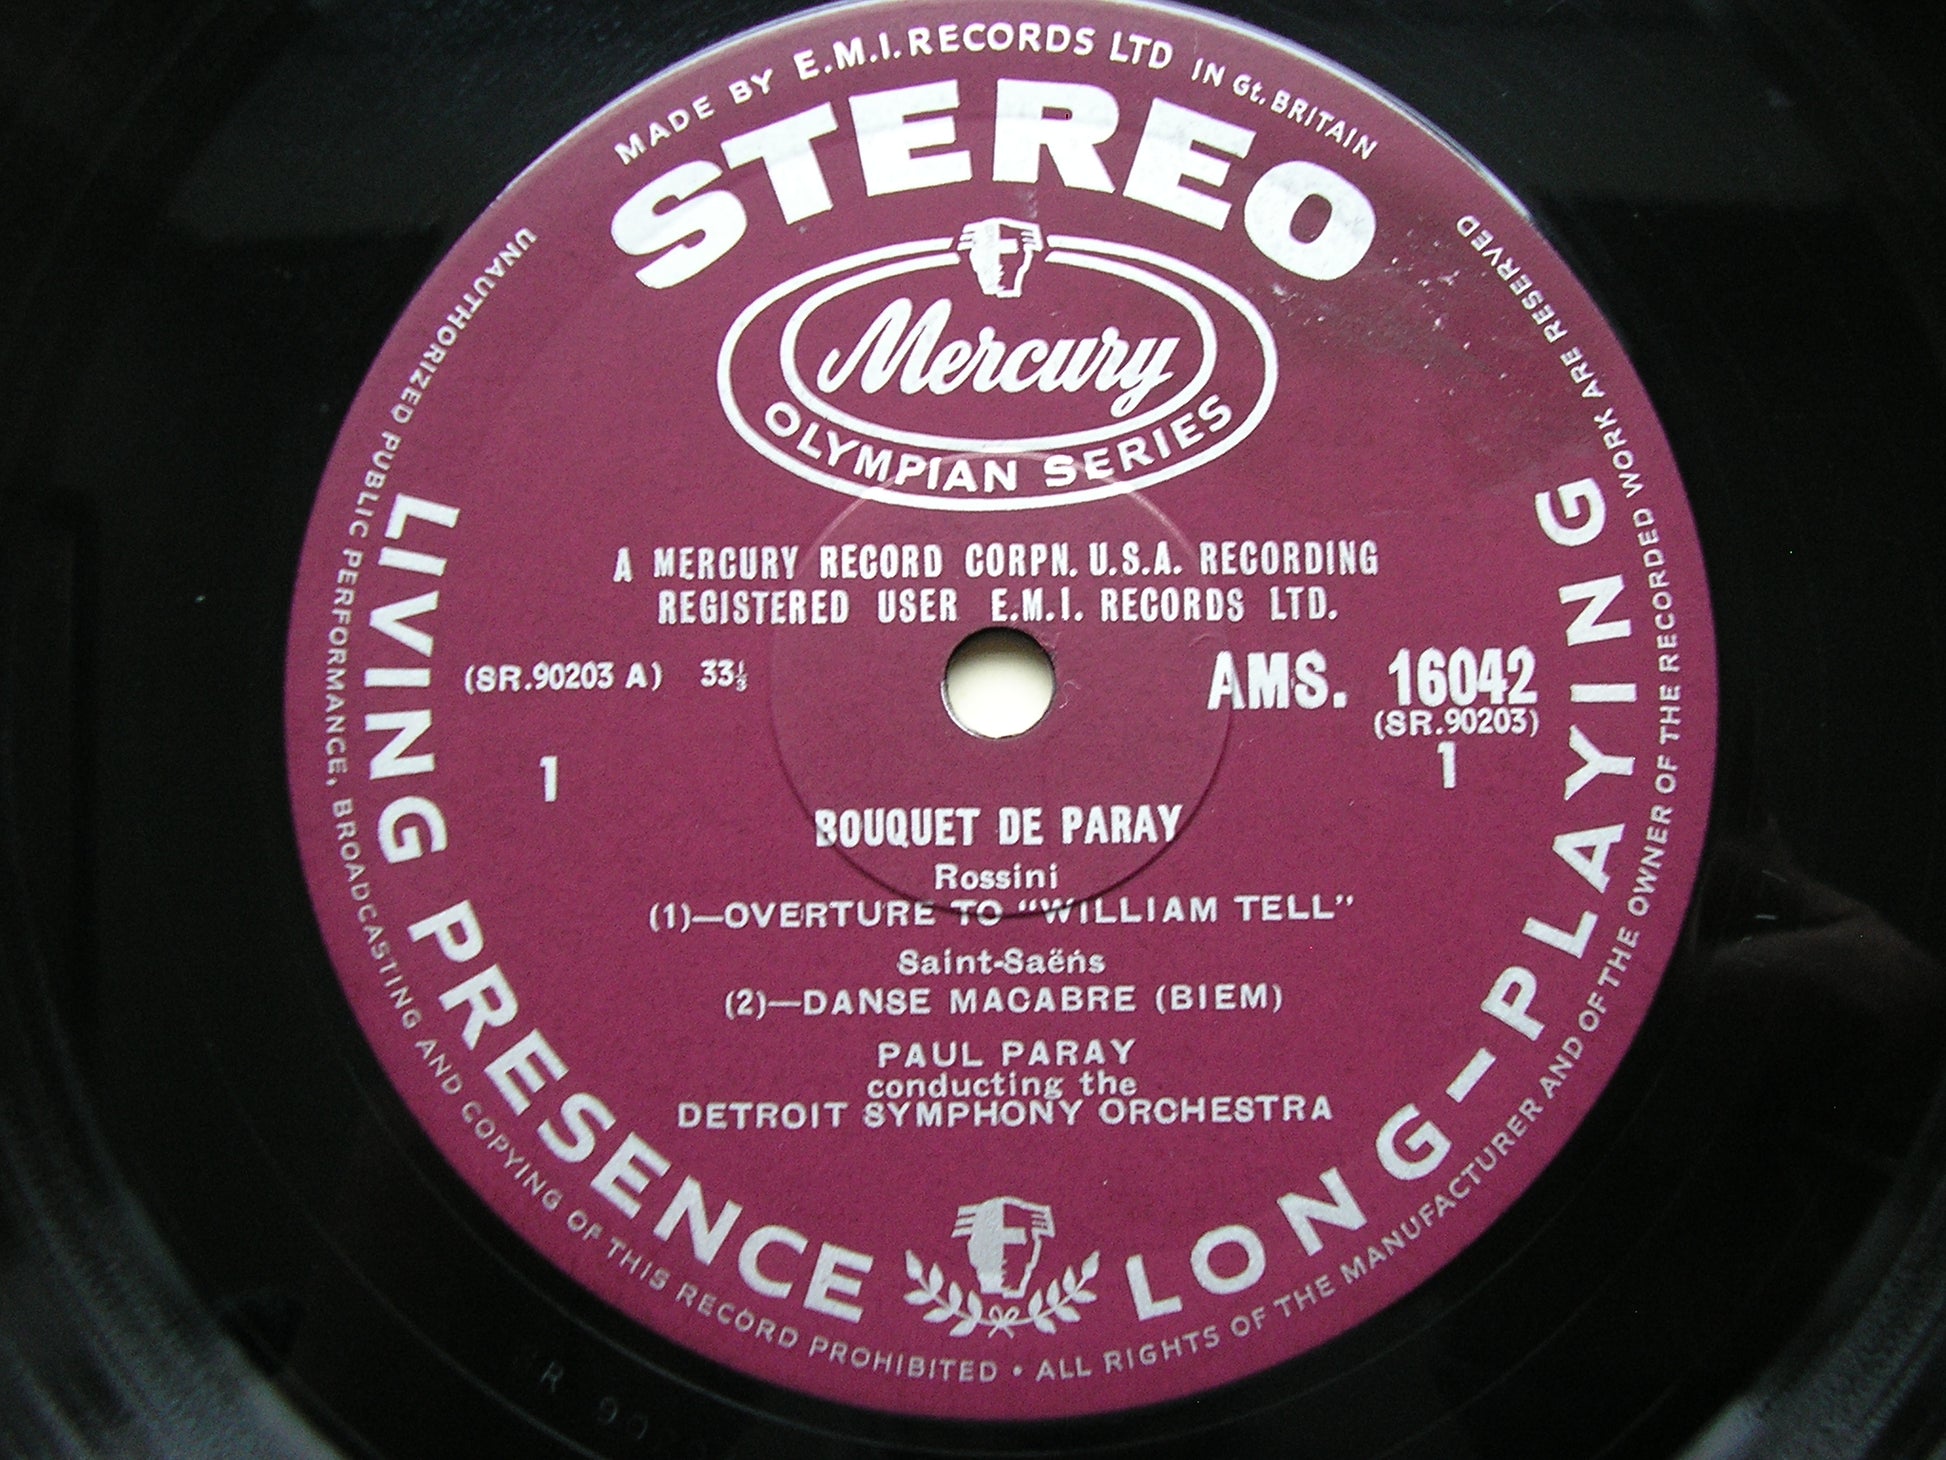 MADE BY E.M.I. RECORDS LTD IN Gt. BRITAIN
STEREO
Mercury
OLYMPIAN SERIES
A MERCURY RECORD CORPN. U.S.A. RECORDING
REGISTERED USER E.M.I. RECORDS LTD.
(SR.90203 A) 33⅓
AMS. 16042
(SR.90203)
1
1
BOUQUET DE PARAY
Rossini
(1)—OVERTURE TO "WILLIAM TELL"
Saint-Saëns
(2)—DANSE MACABRE (BIEM)
PAUL PARAY
conducting the
DETROIT SYMPHONY ORCHESTRA
LIVING PRESENCE
LONG-PLAYING
UNAUTHORIZED PUBLIC PERFORMANCE, BROADCASTING AND COPYING OF THIS RECORD PROHIBITED • ALL RIGHTS OF THE MANUFACTURER AND OF THE OWNER OF THE RECORDED WORK ARE RESERVED